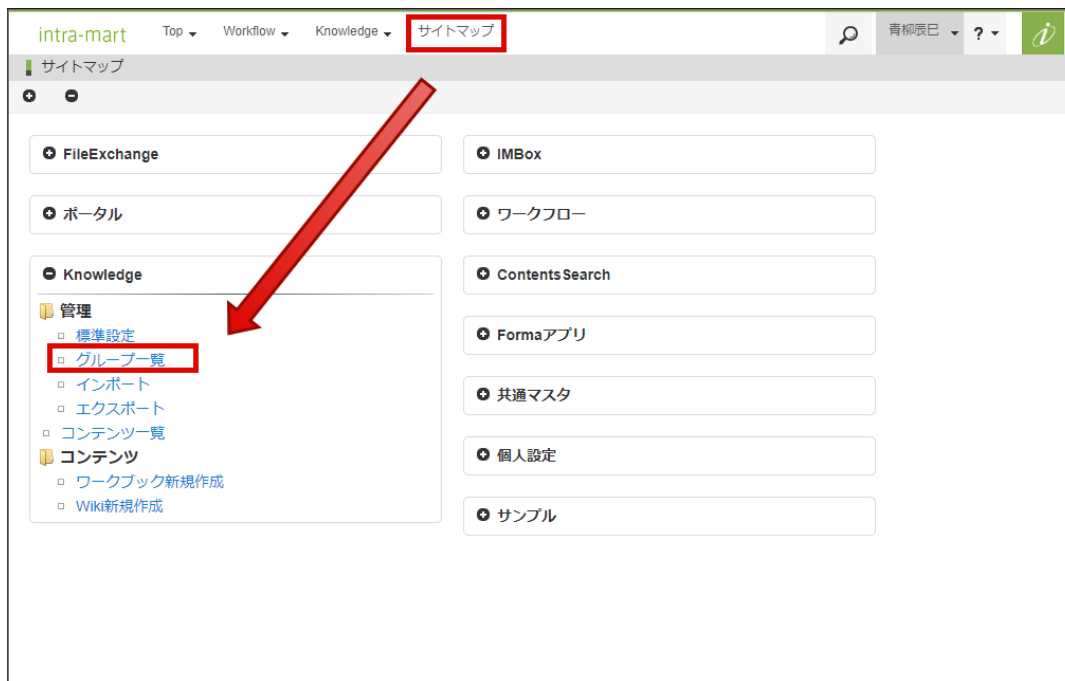 intra-mart Top Workflow Knowledge サイトマップ 青柳辰巳 ?
サイトマップ
FileExchange
IMBox
ポータル
ワークフロー
Knowledge
管理
標準設定
グループ一覧
インポート
エクスポート
コンテンツ一覧
コンテンツ
ワークブック新規作成
Wiki新規作成
ContentsSearch
Formaアプリ
共通マスタ
個人設定
サンプル